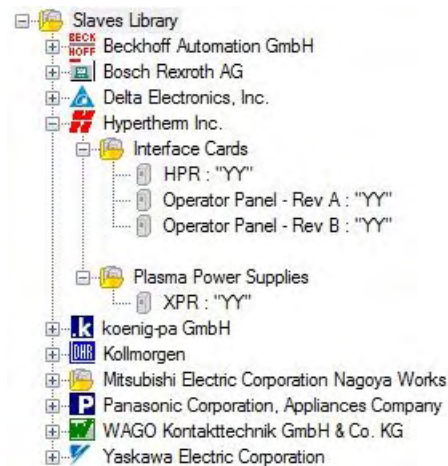 Slaves Library
BECK
HOFF
Beckhoff Automation GmbH
Bosch Rexroth AG
Delta Electronics, Inc.
Hypertherm Inc.
Interface Cards
HPR : "YY"
Operator Panel - Rev A : "YY"
Operator Panel - Rev B : "YY"
Plasma Power Supplies
XPR : "YY"
.k koenig-pa GmbH
DHR Kollmorgen
Mitsubishi Electric Corporation Nagoya Works
P Panasonic Corporation, Appliances Company
WAGO Kontakttechnik GmbH & Co. KG
Yaskawa Electric Corporation